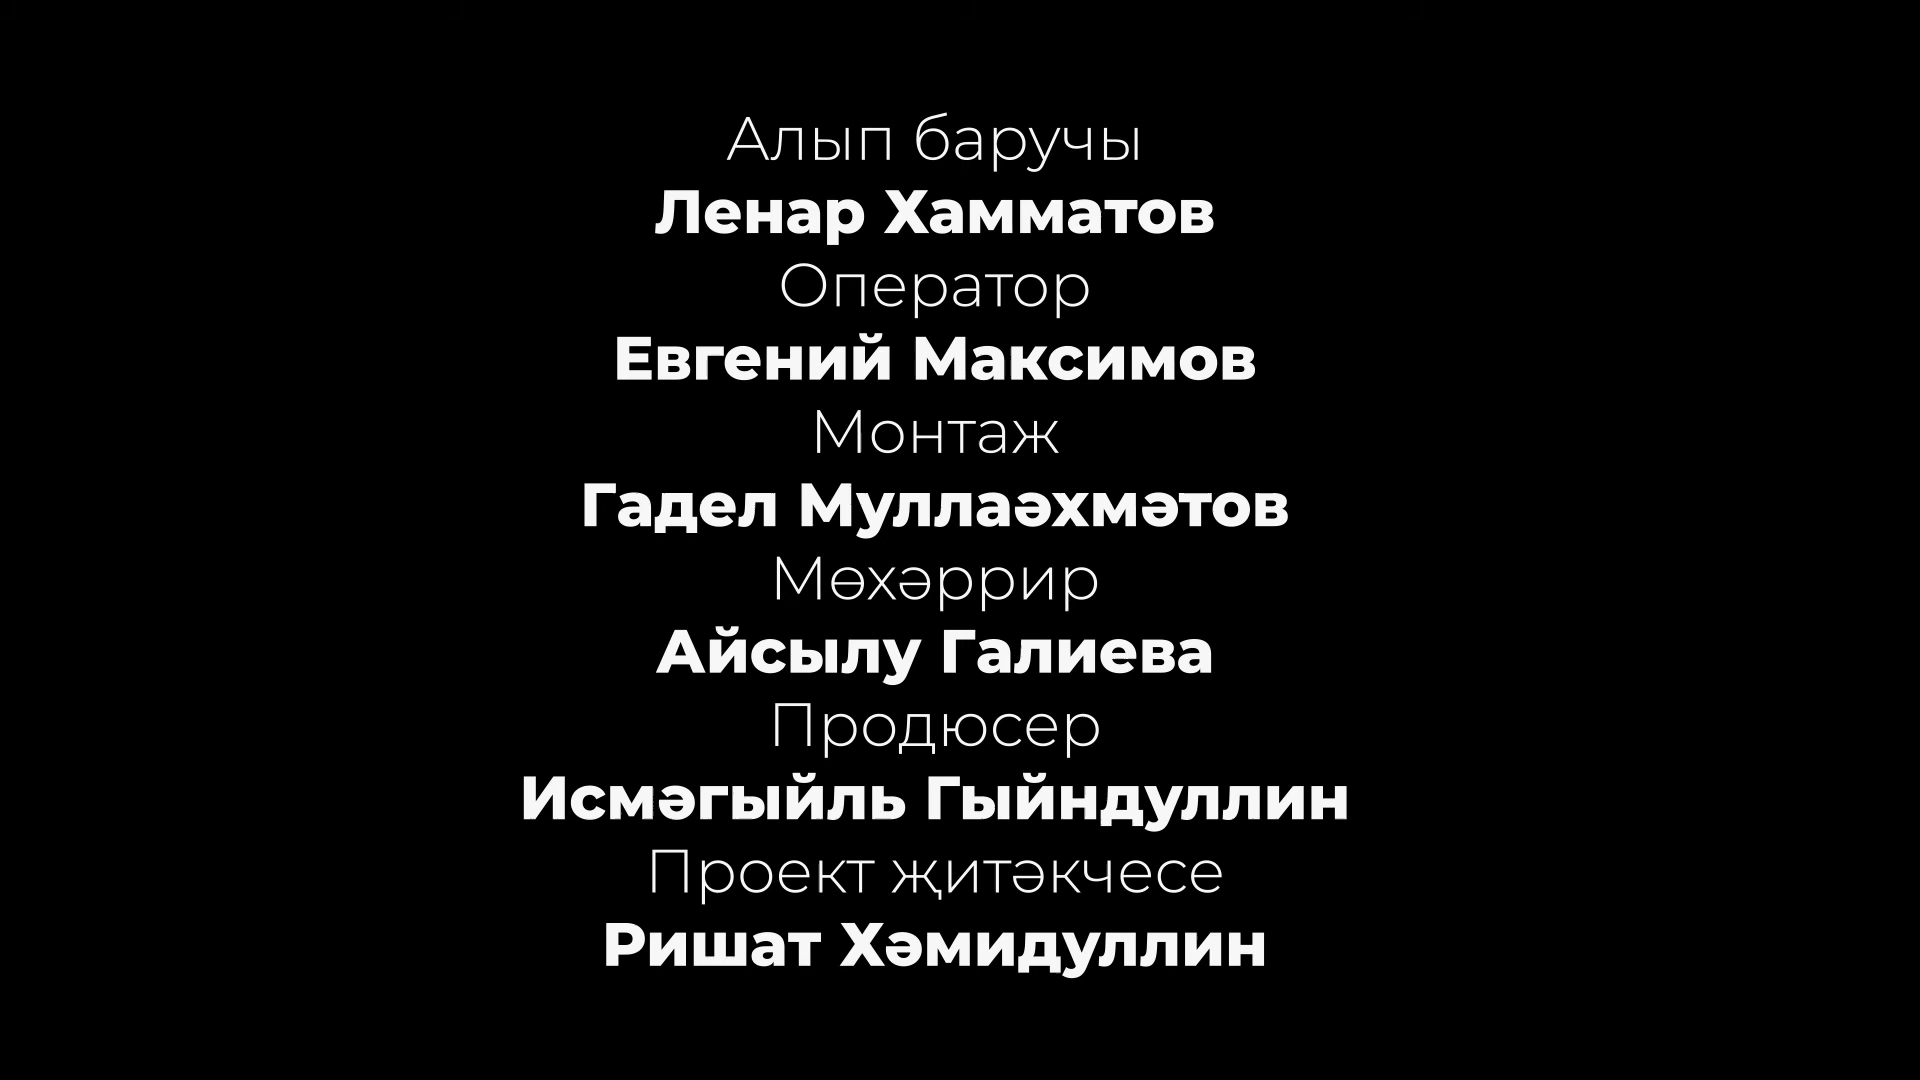 Алып баручы
Ленар Хамматов
Оператор
Евгений Максимов
Монтаж
Гадел Муллаәхмәтов
Мөхәррир
Айсылу Галиева
Продюсер
Исмәгыйль Гыйндуллин
Проект җитәкчесе
Ришат Хәмидуллин